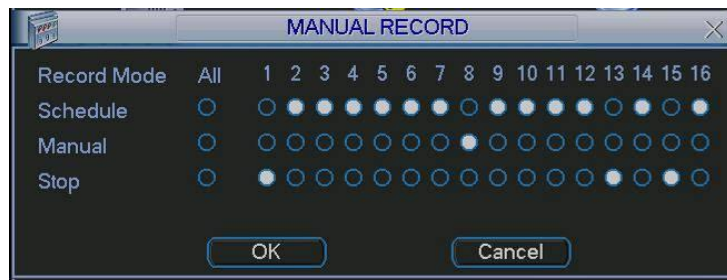 MANUAL RECORD
Record Mode All 1 2 3 4 5 6 7 8 9 10 11 12 13 14 15 16
Schedule
Manual
Stop
OK Cancel